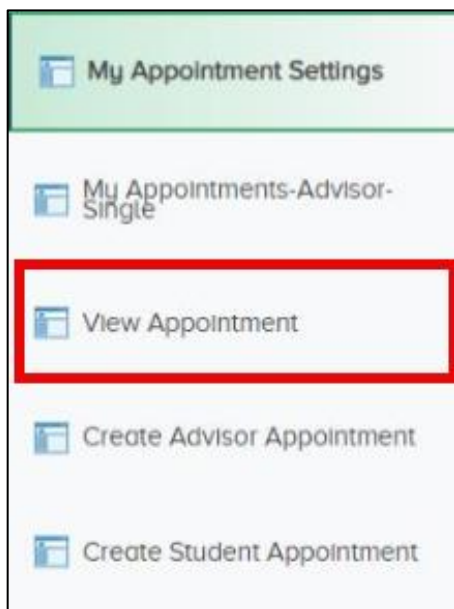 My Appointment Settings
My Appointments-Advisor-
Single
View Appointment
Create Advisor Appointment
Create Student Appointment